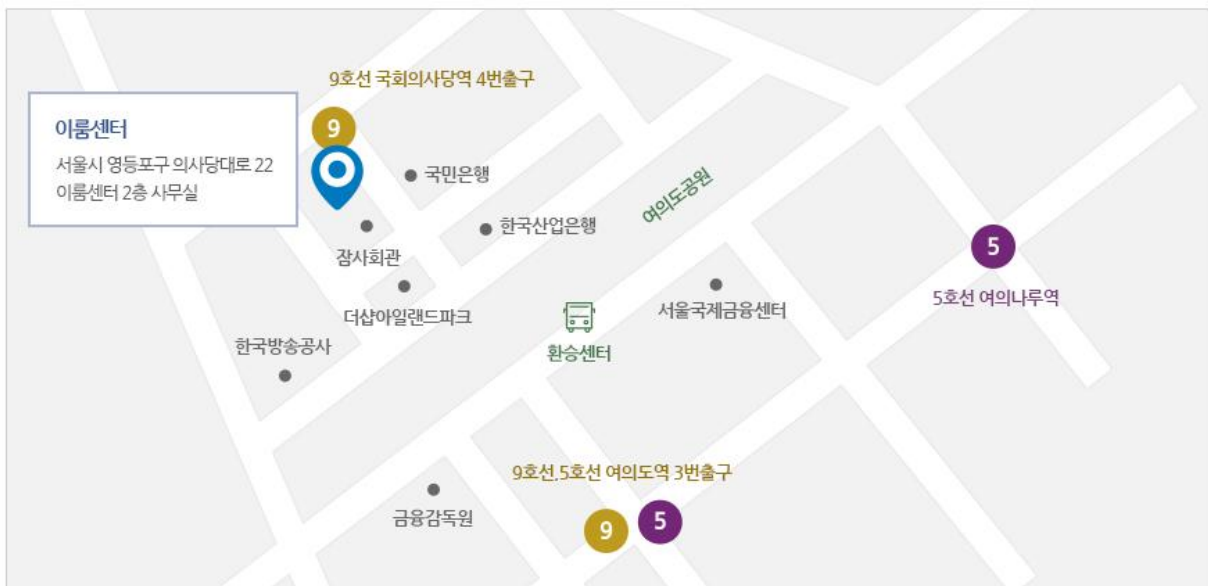 9호선 국회의사당역 4번출구
이룸센터
서울시 영등포구 의사당대로 22
이룸센터 2층 사무실
9
국민은행
한국산업은행
잠사회관
여의도공원
5
5호선 여의나루역
더샵아일랜드파크
서울국제금융센터
한국방송공사
환승센터
9호선,5호선 여의도역 3번출구
금융감독원
9
5